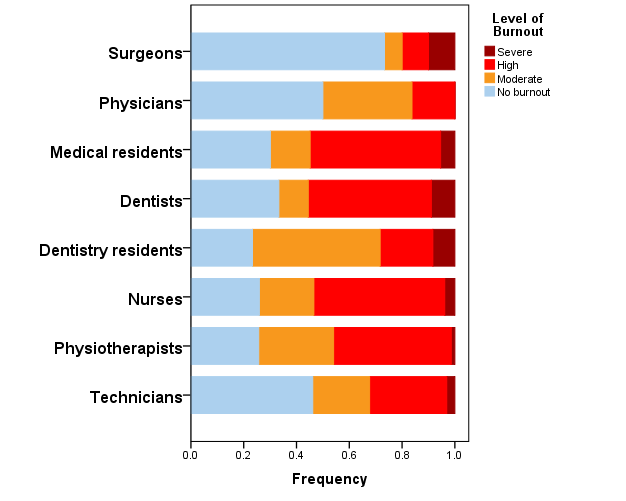 Level of
Burnout
Severe
High
Moderate
No burnout
Surgeons
Physicians
Medical residents
Dentists
Dentistry residents
Nurses
Physiotherapists
Technicians
0.0 0.2 0.4 0.6 0.8 1.0
Frequency